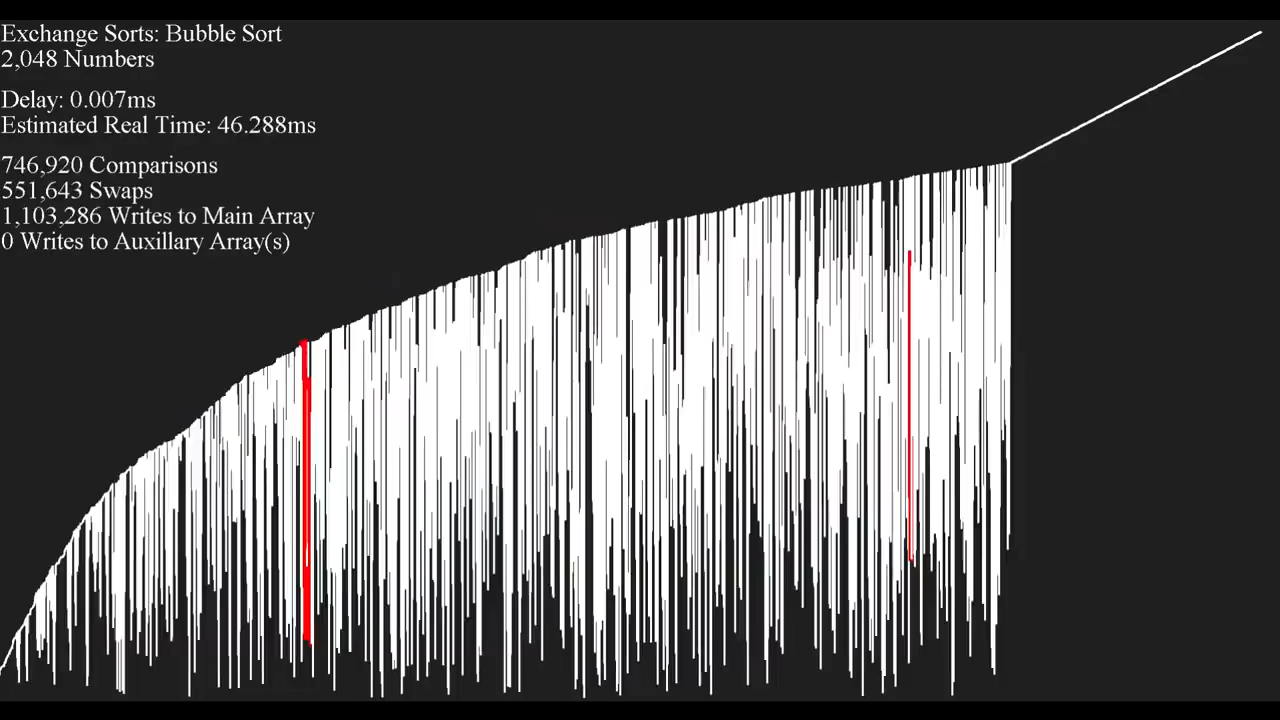 Exchange Sorts: Bubble Sort
2,048 Numbers
Delay: 0.007ms
Estimated Real Time: 46.288ms
746,920 Comparisons
551,643 Swaps
1,103,286 Writes to Main Array
0 Writes to Auxillary Array(s)